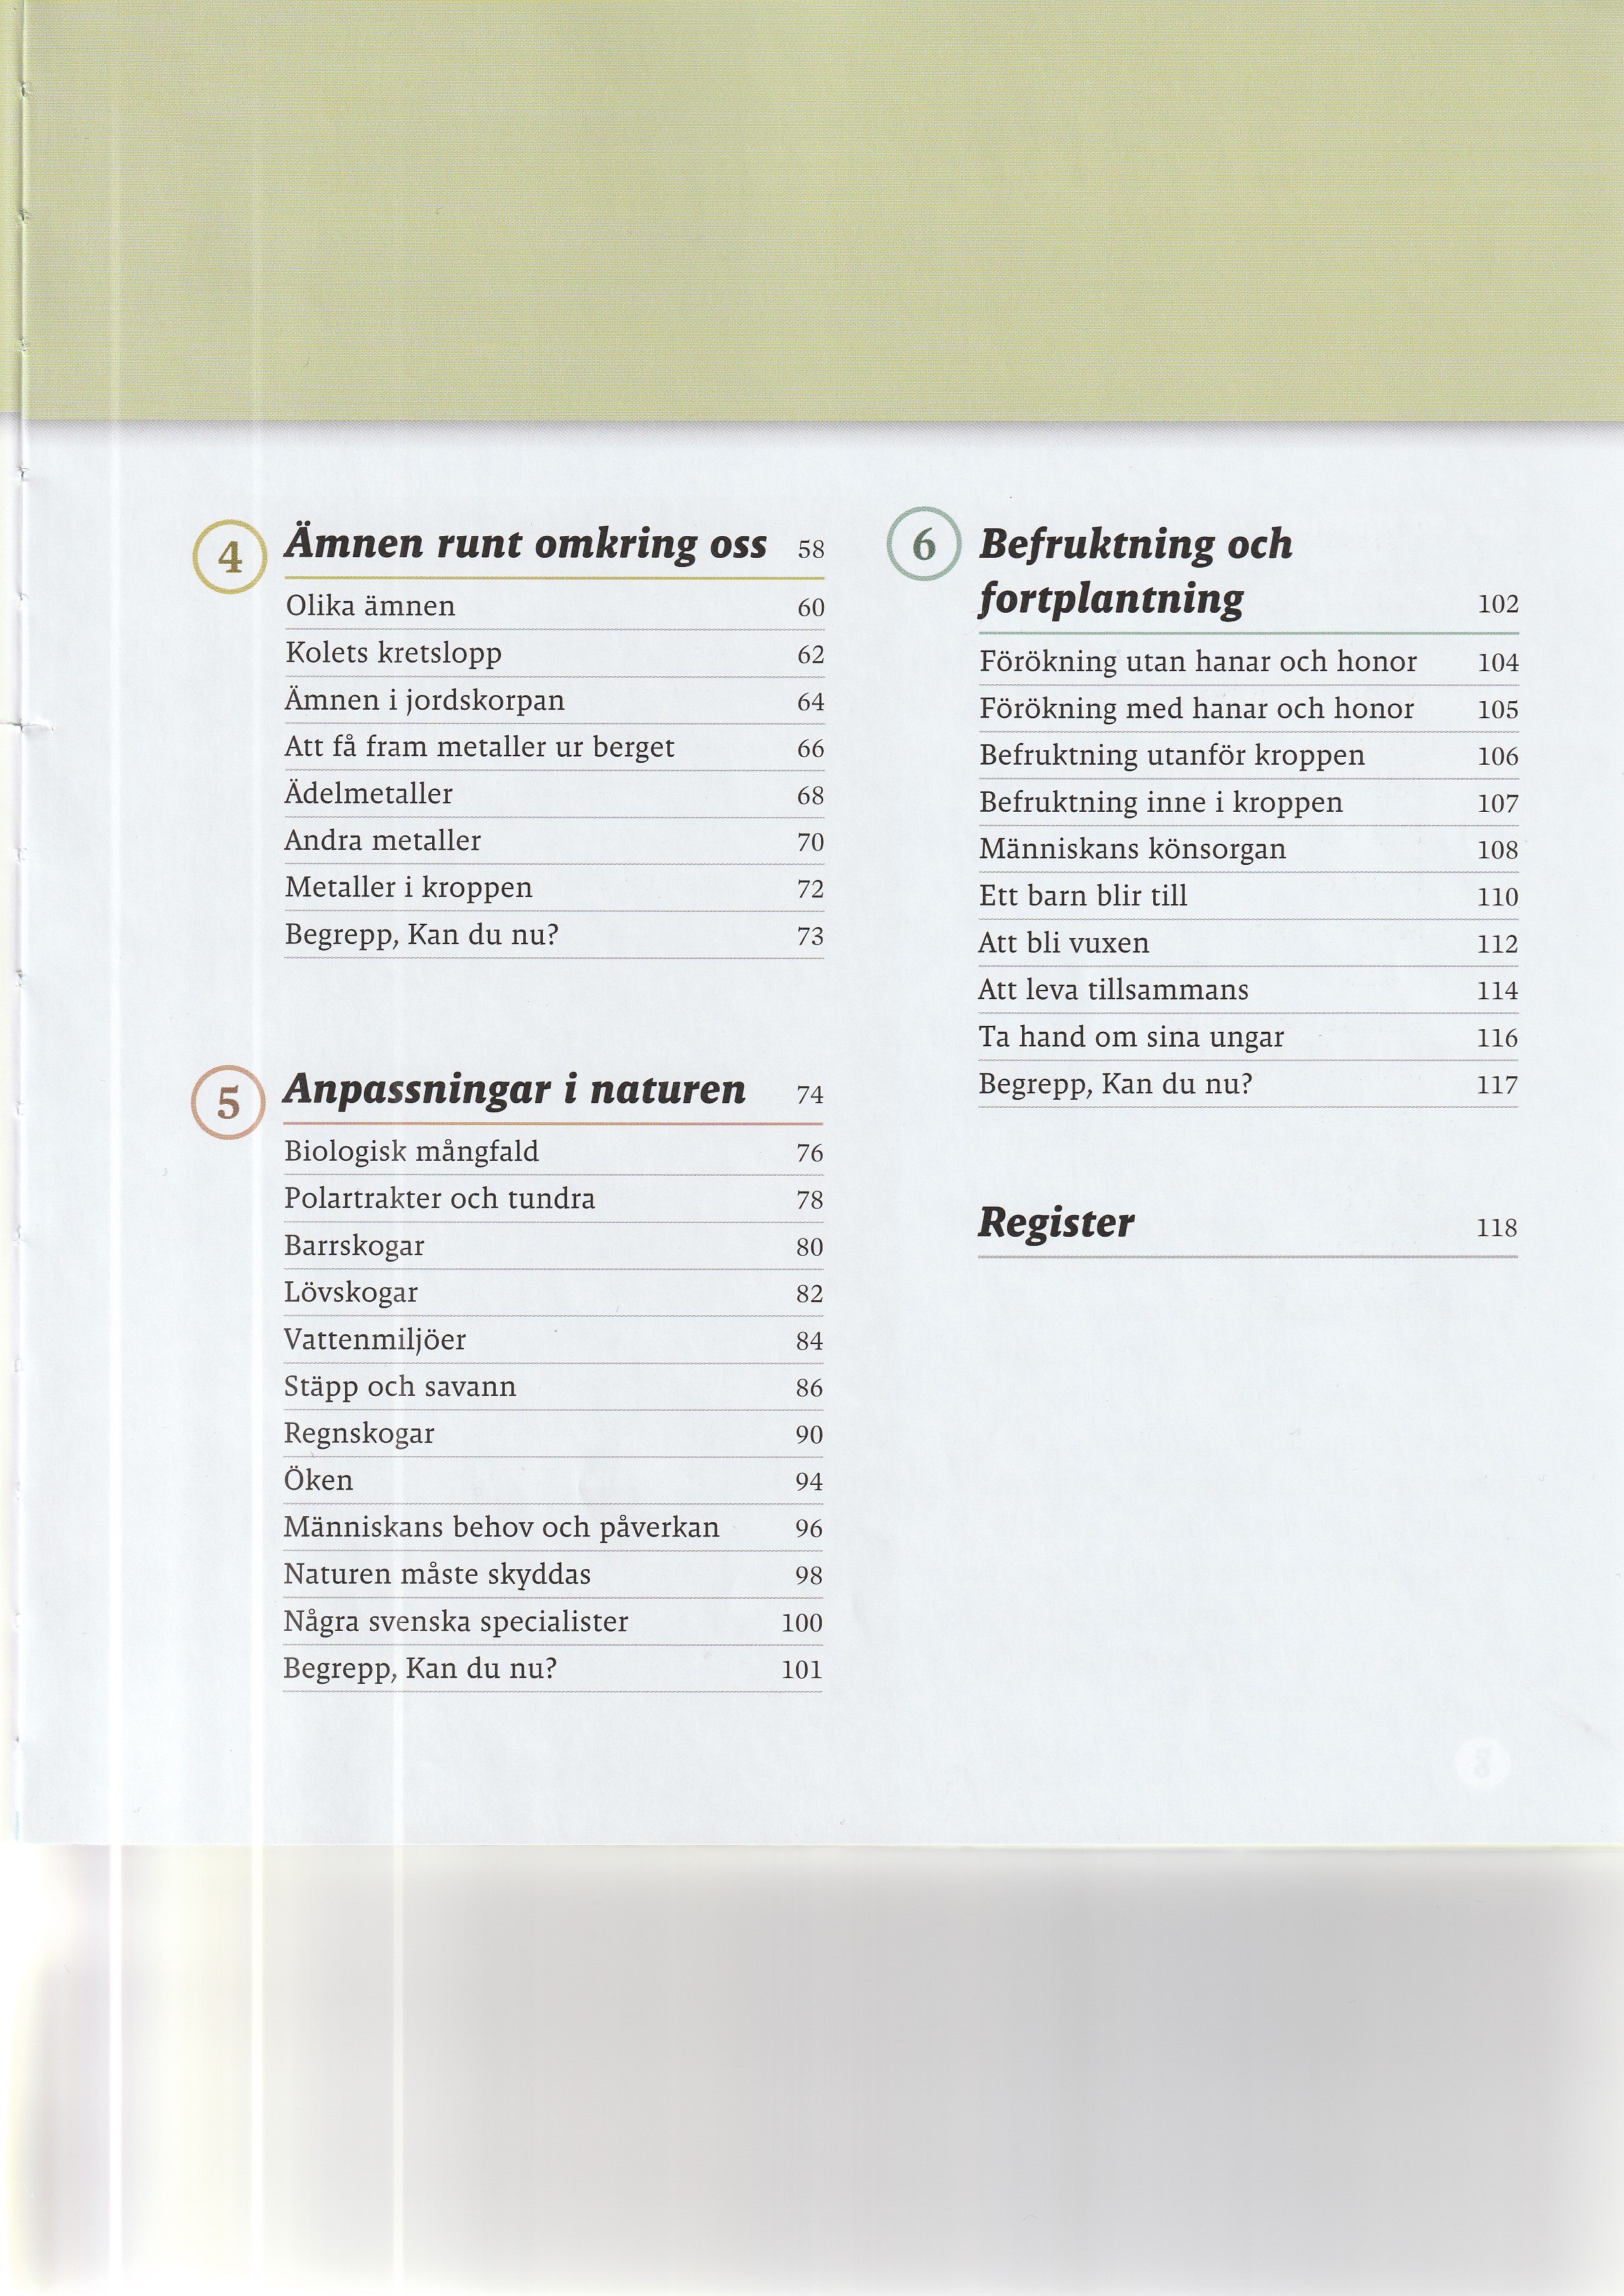 4 Ämnen runt omkring oss 58
Olika ämnen 60
Kolets kretslopp 62
Ämnen i jordskorpan 64
Att få fram metaller ur berget 66
Ädelmetaller 68
Andra metaller 70
Metaller i kroppen 72
Begrepp, Kan du nu? 73
5 Anpassningar i naturen 74
Biologisk mångfald 76
Polartrakter och tundra 78
Barrskogar 80
Lövskogar 82
Vattenmiljöer 84
Stäpp och savann 86
Regnskogar 90
Öken 94
Människans behov och påverkan 96
Naturen måste skyddas 98
Några svenska specialister 100
Begrepp, Kan du nu? 101
6 Befruktning och
fortplantning 102
Förökning utan hanar och honor 104
Förökning med hanar och honor 105
Befruktning utanför kroppen 106
Befruktning inne i kroppen 107
Människans könsorgan 108
Ett barn blir till 110
Att bli vuxen 112
Att leva tillsammans 114
Ta hand om sina ungar 116
Begrepp, Kan du nu? 117
Register 118